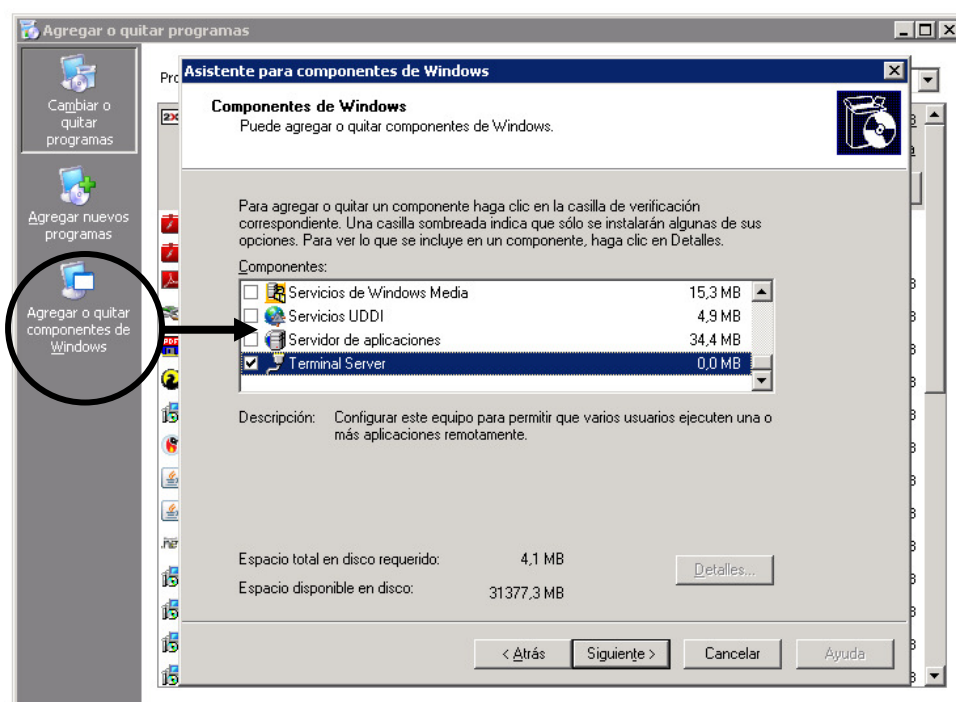 Agregar o quitar programas
Cambiar o
quitar
programas
Agregar nuevos
programas
Agregar o quitar
componentes de
Windows
Asistente para componentes de Windows
Componentes de Windows
Puede agregar o quitar componentes de Windows.
Para agregar o quitar un componente haga clic en la casilla de verificación
correspondiente. Una casilla sombreada indica que sólo se instalarán algunas de sus
opciones. Para ver lo que se incluye en un componente, haga clic en Detalles.
Componentes:
Servicios de Windows Media 15,3 MB
Servicios UDDI 4,9 MB
Servidor de aplicaciones 34,4 MB
Terminal Server 0,0 MB
Descripción: Configurar este equipo para permitir que varios usuarios ejecuten una o
más aplicaciones remotamente.
Espacio total en disco requerido: 4,1 MB
Detalles...
Espacio disponible en disco: 31377,3 MB
< Atrás Siguiente > Cancelar Ayuda